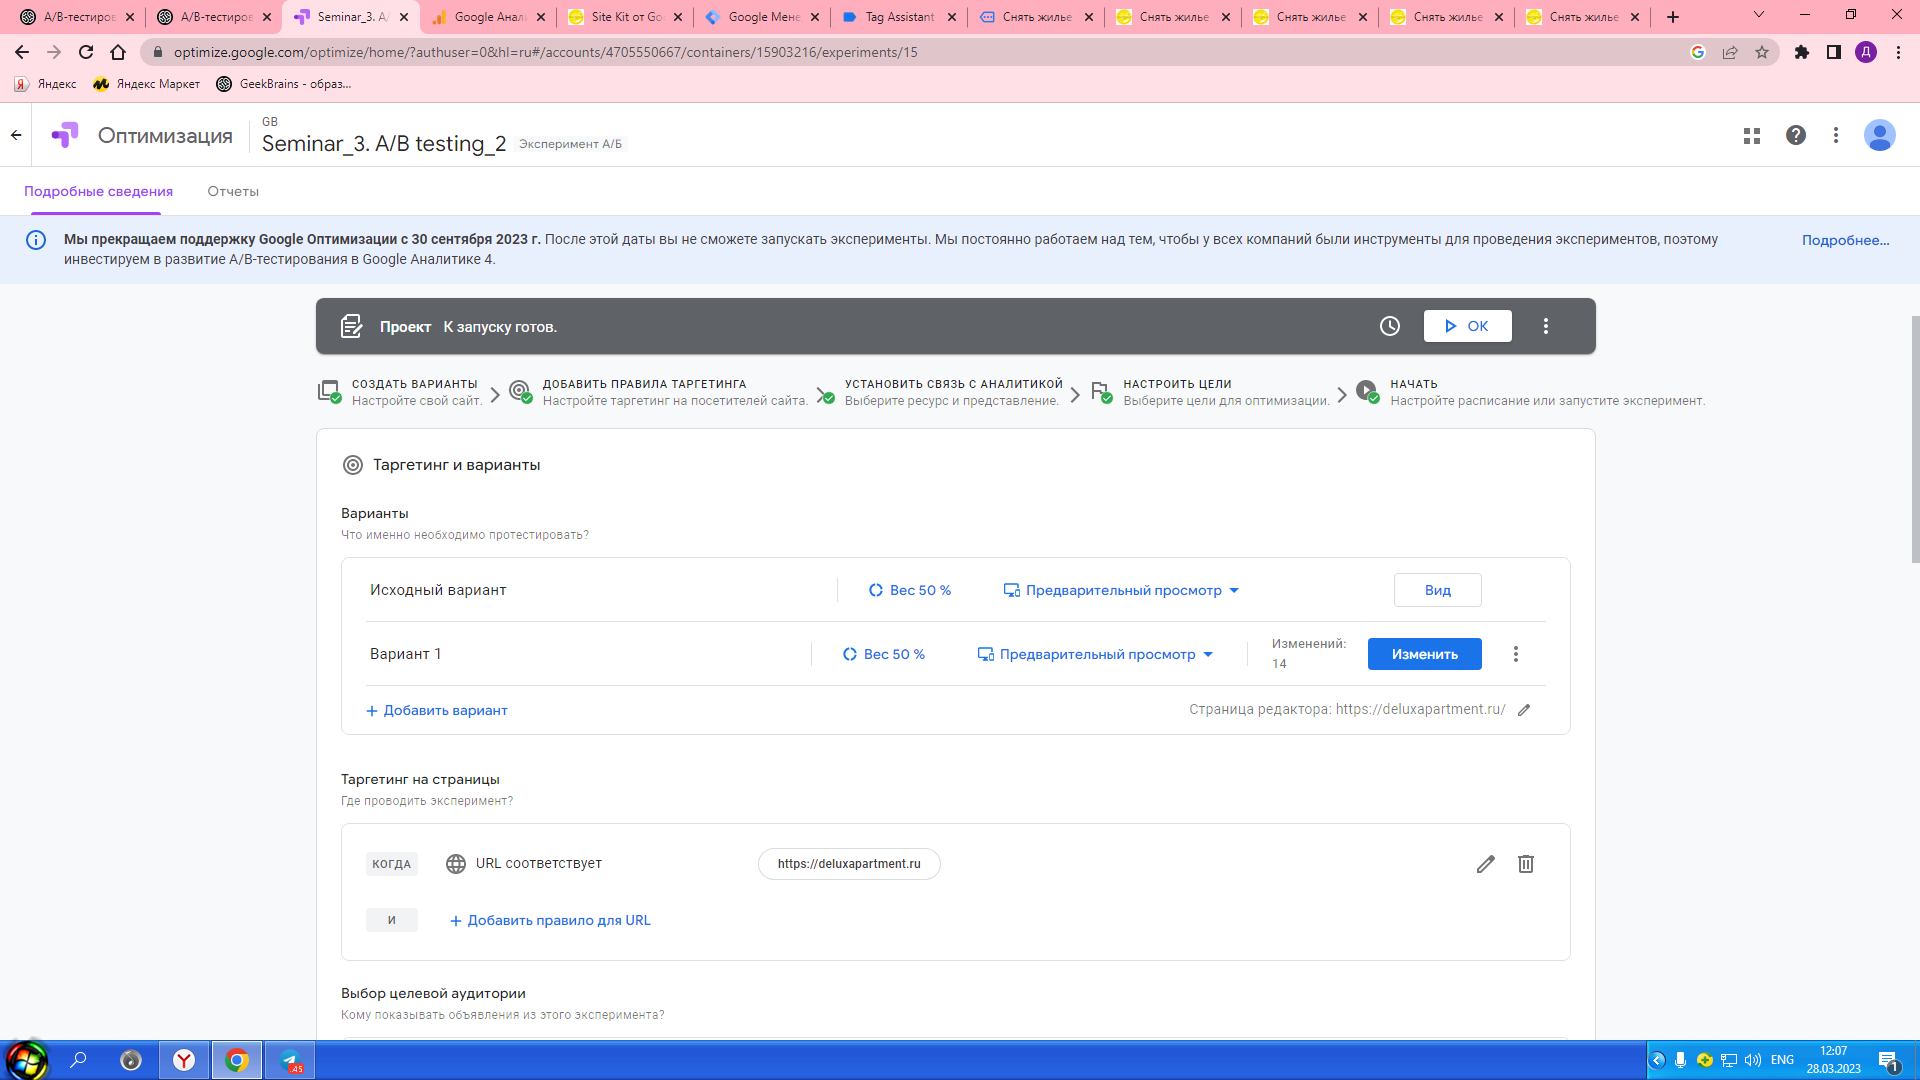 А/В-тестиров
А/В-тестиров
Seminar_3. А/
Google Анал
Site Kit от Go
Google Мене
Tag Assistant
Снять жилье
Снять жилье
Снять жилье
Снять жилье
Снять жилье
optimize.google.com/optimize/home/?authuser=0&hl=ru#/accounts/4705550667/containers/15903216/experiments/15
Д
Яндекс
Яндекс Маркет
GeekBrains - образ...
Оптимизация
GB
Seminar_3. A/B testing_2
Эксперимент А/Б
Подробные сведения
Отчеты
Мы прекращаем поддержку Google Оптимизации с 30 сентября 2023 г. После этой даты вы не сможете запускать эксперименты. Мы постоянно работаем над тем, чтобы у всех компаний были инструменты для проведения экспериментов, поэтому
инвестируем в развитие A/B-тестирования в Google Аналитике 4.
Подробнее...
Проект К запуску готов.
ОК
СОЗДАТЬ ВАРИАНТЫ
Настройте свой сайт.
ДОБАВИТЬ ПРАВИЛА ТАРГЕТИНГА
Настройте таргетинг на посетителей сайта.
УСТАНОВИТЬ СВЯЗЬ С АНАЛИТИКОЙ
Выберите ресурс и представление.
НАСТРОИТЬ ЦЕЛИ
Выберите цели для оптимизации.
НАЧАТЬ
Настройте расписание или запустите эксперимент.
Таргетинг и варианты
Варианты
Что именно необходимо протестировать?
Исходный вариант
Вес 50 %
Предварительный просмотр
Вид
Вариант 1
Вес 50 %
Предварительный просмотр
Изменений:
14
Изменить
+ Добавить вариант
Страница редактора: https://deluxapartment.ru/
Таргетинг на страницы
Где проводить эксперимент?
КОГДА
URL соответствует
https://deluxapartment.ru
И
+ Добавить правило для URL
Выбор целевой аудитории
Кому показывать объявления из этого эксперимента?
45
ENG
12:07
28.03.2023
1